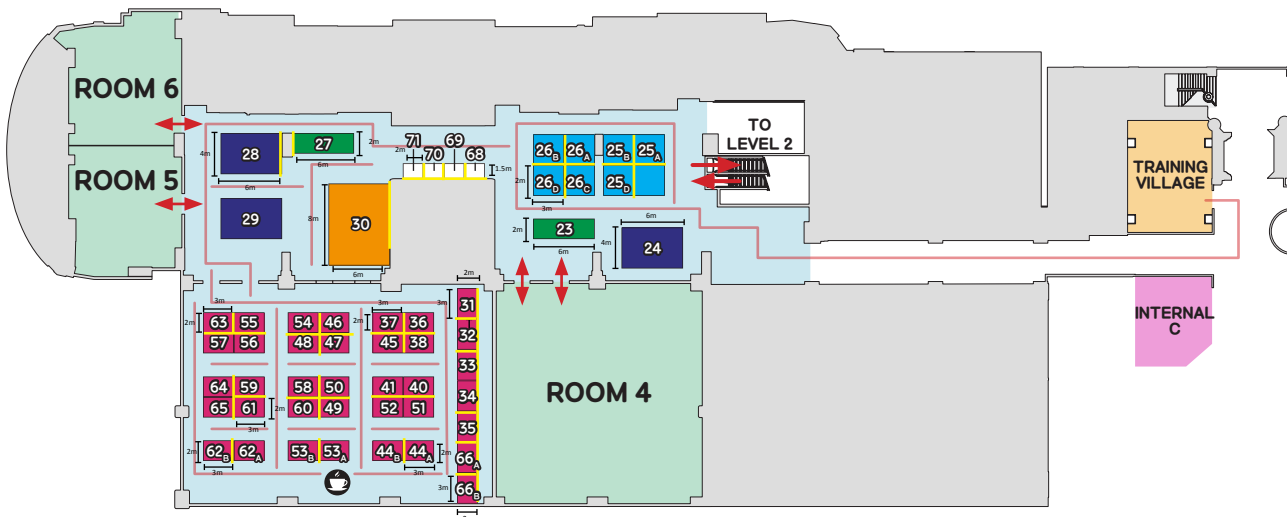 ROOM 6
ROOM 5
28
4m
6m
27
2m
6m
29
30
8m
6m
71
69
2m
70
68
1.5m
26B
26A
25B
25A
26D
26C
25D
2m
3m
23
2m
6m
24
6m
4m
TO
LEVEL 2
TRAINING
VILLAGE
INTERNAL
C
ROOM 4
2m
3m
31
32
33
34
35
66A
66B
3m
3m
2m
63
55
57
56
54
46
48
47
3m
2m
37
36
45
38
64
59
65
61
2m
3m
58
50
60
49
41
40
52
51
2m
62B
62A
3m
53B
53A
44B
44A
2m
3m